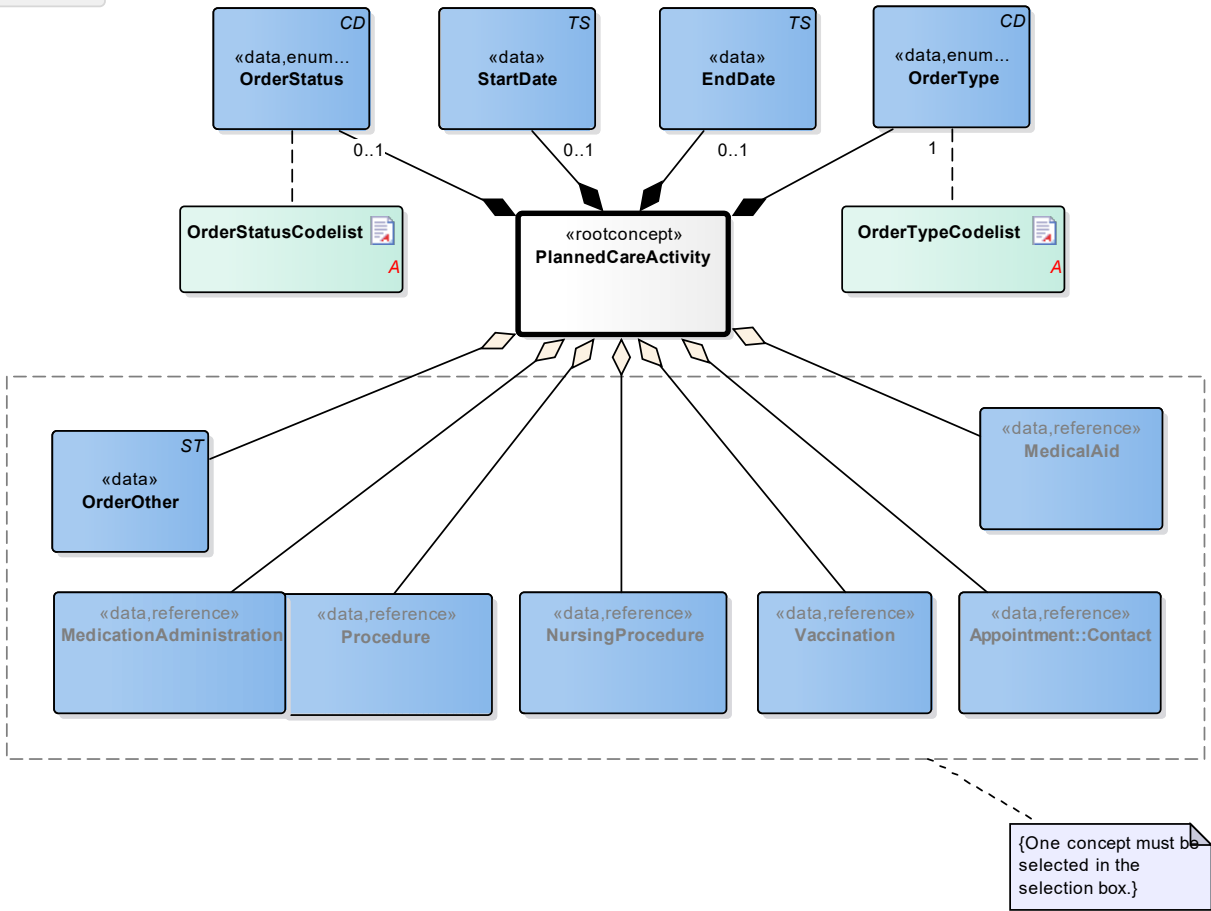 CD
«data,enum...
OrderStatus
TS
«data»
StartDate
TS
«data»
EndDate
CD
«data,enum...
OrderType
0..1
0..1
0..1
1
OrderStatusCodelist
A
«rootconcept»
PlannedCareActivity
OrderTypeCodelist
A
ST
«data»
OrderOther
«data,reference»
MedicalAid
«data,reference»
MedicationAdministration
«data,reference»
Procedure
«data,reference»
NursingProcedure
«data,reference»
Vaccination
«data,reference»
Appointment::Contact
{One concept must be
selected in the
selection box.}